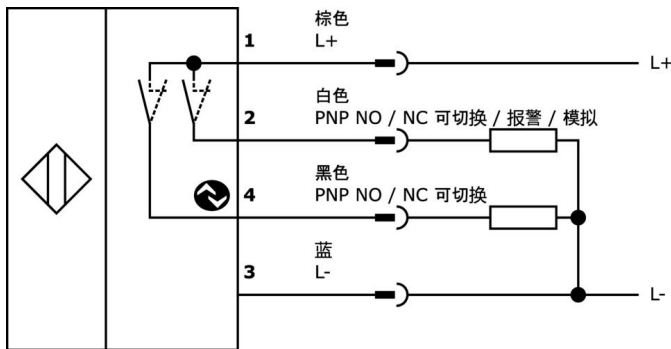 棕色
1 L+ L+
白色
2 PNP NO / NC 可切换 / 报警 / 模拟
黑色
4 PNP NO / NC 可切换
蓝
3 L- L-